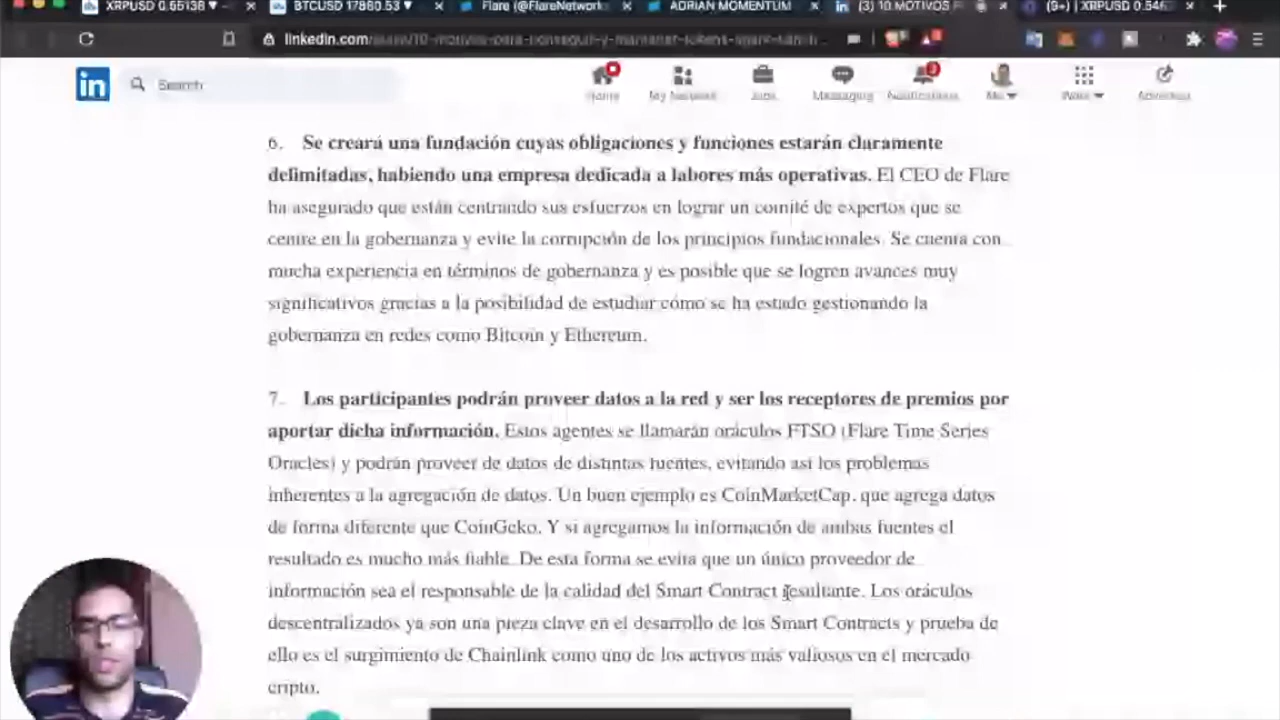 XRPUSD 0.55138 ▼
BTCUSD 17860.53 ▼
Flare (@FlareNetwork
ADRIAN MOMENTUM
(3) 10 MOTIVOS P
(9+) | XRPUSD 0.546
linkedin.com
in
Search
Home
My Network
Jobs
Messaging
Notifications
Me ▼
Work ▼
Advertise
6. Se creará una fundación cuyas obligaciones y funciones estarán claramente
delimitadas, habiendo una empresa dedicada a labores más operativas. El CEO de Flare
ha asegurado que están centrando sus esfuerzos en lograr un comité de expertos que se
centre en la gobernanza y evite la corrupción de los principios fundacionales. Se cuenta con
mucha experiencia en términos de gobernanza y es posible que se logren avances muy
significativos gracias a la posibilidad de estudiar cómo se ha estado gestionando la
gobernanza en redes como Bitcoin y Ethereum.
7. Los participantes podrán proveer datos a la red y ser los receptores de premios por
aportar dicha información. Estos agentes se llamarán oráculos FTSO (Flare Time Series
Oracles) y podrán proveer de datos de distintas fuentes, evitando así los problemas
inherentes a la agregación de datos. Un buen ejemplo es CoinMarketCap, que agrega datos
de forma diferente que CoinGeko. Y si agregamos la información de ambas fuentes el
resultado es mucho más fiable. De esta forma se evita que un único proveedor de
información sea el responsable de la calidad del Smart Contract resultante. Los oráculos
descentralizados ya son una pieza clave en el desarrollo de los Smart Contracts y prueba de
ello es el surgimiento de Chainlink como uno de los activos más valiosos en el mercado
cripto.